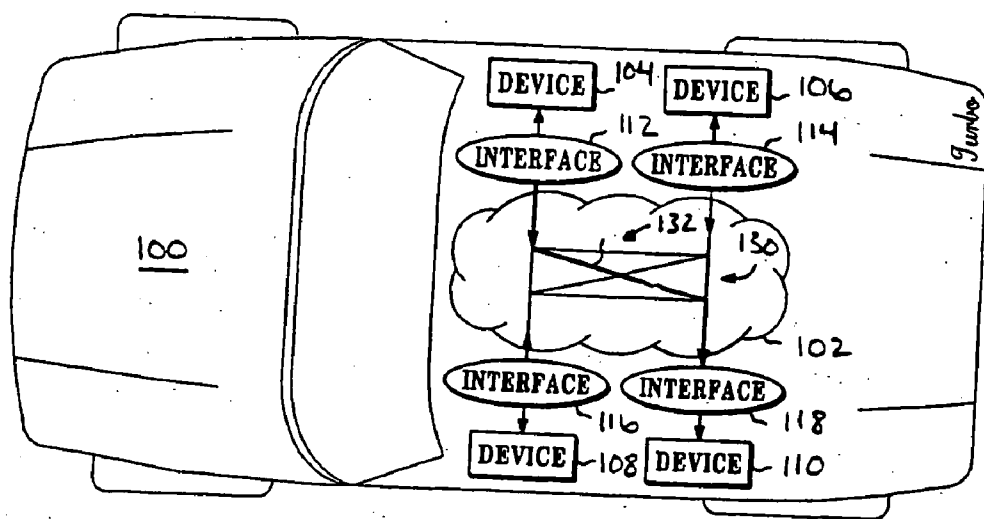 DEVICE 104
DEVICE 106
112
114
INTERFACE
INTERFACE
Turbo
132
130
100
102
INTERFACE
INTERFACE
116
118
DEVICE 108
DEVICE 110